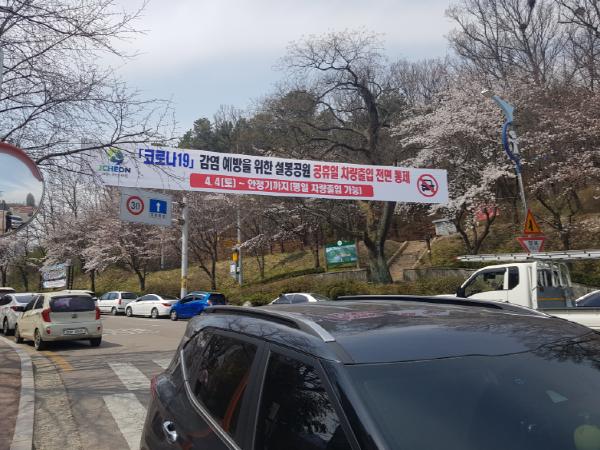 ICHEON
「코로나19」 감염 예방을 위한 설봉공원 공휴일 차량출입 전면 통제
4. 4.(토) ~ 안정기까지(평일 차량출입 가능)
30